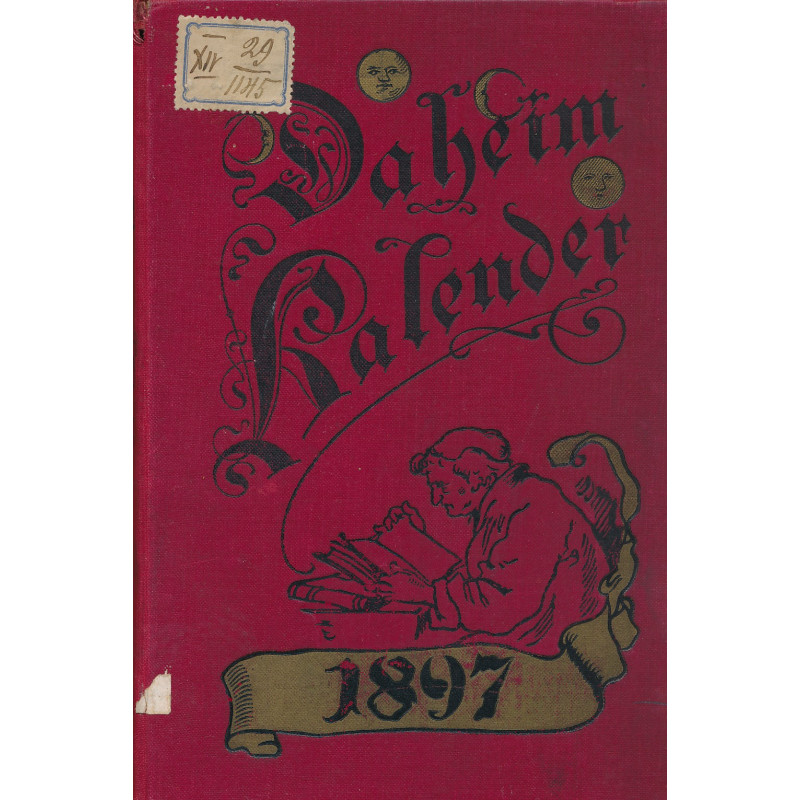 XIV 29
1145
Daheim
Kalender
1897